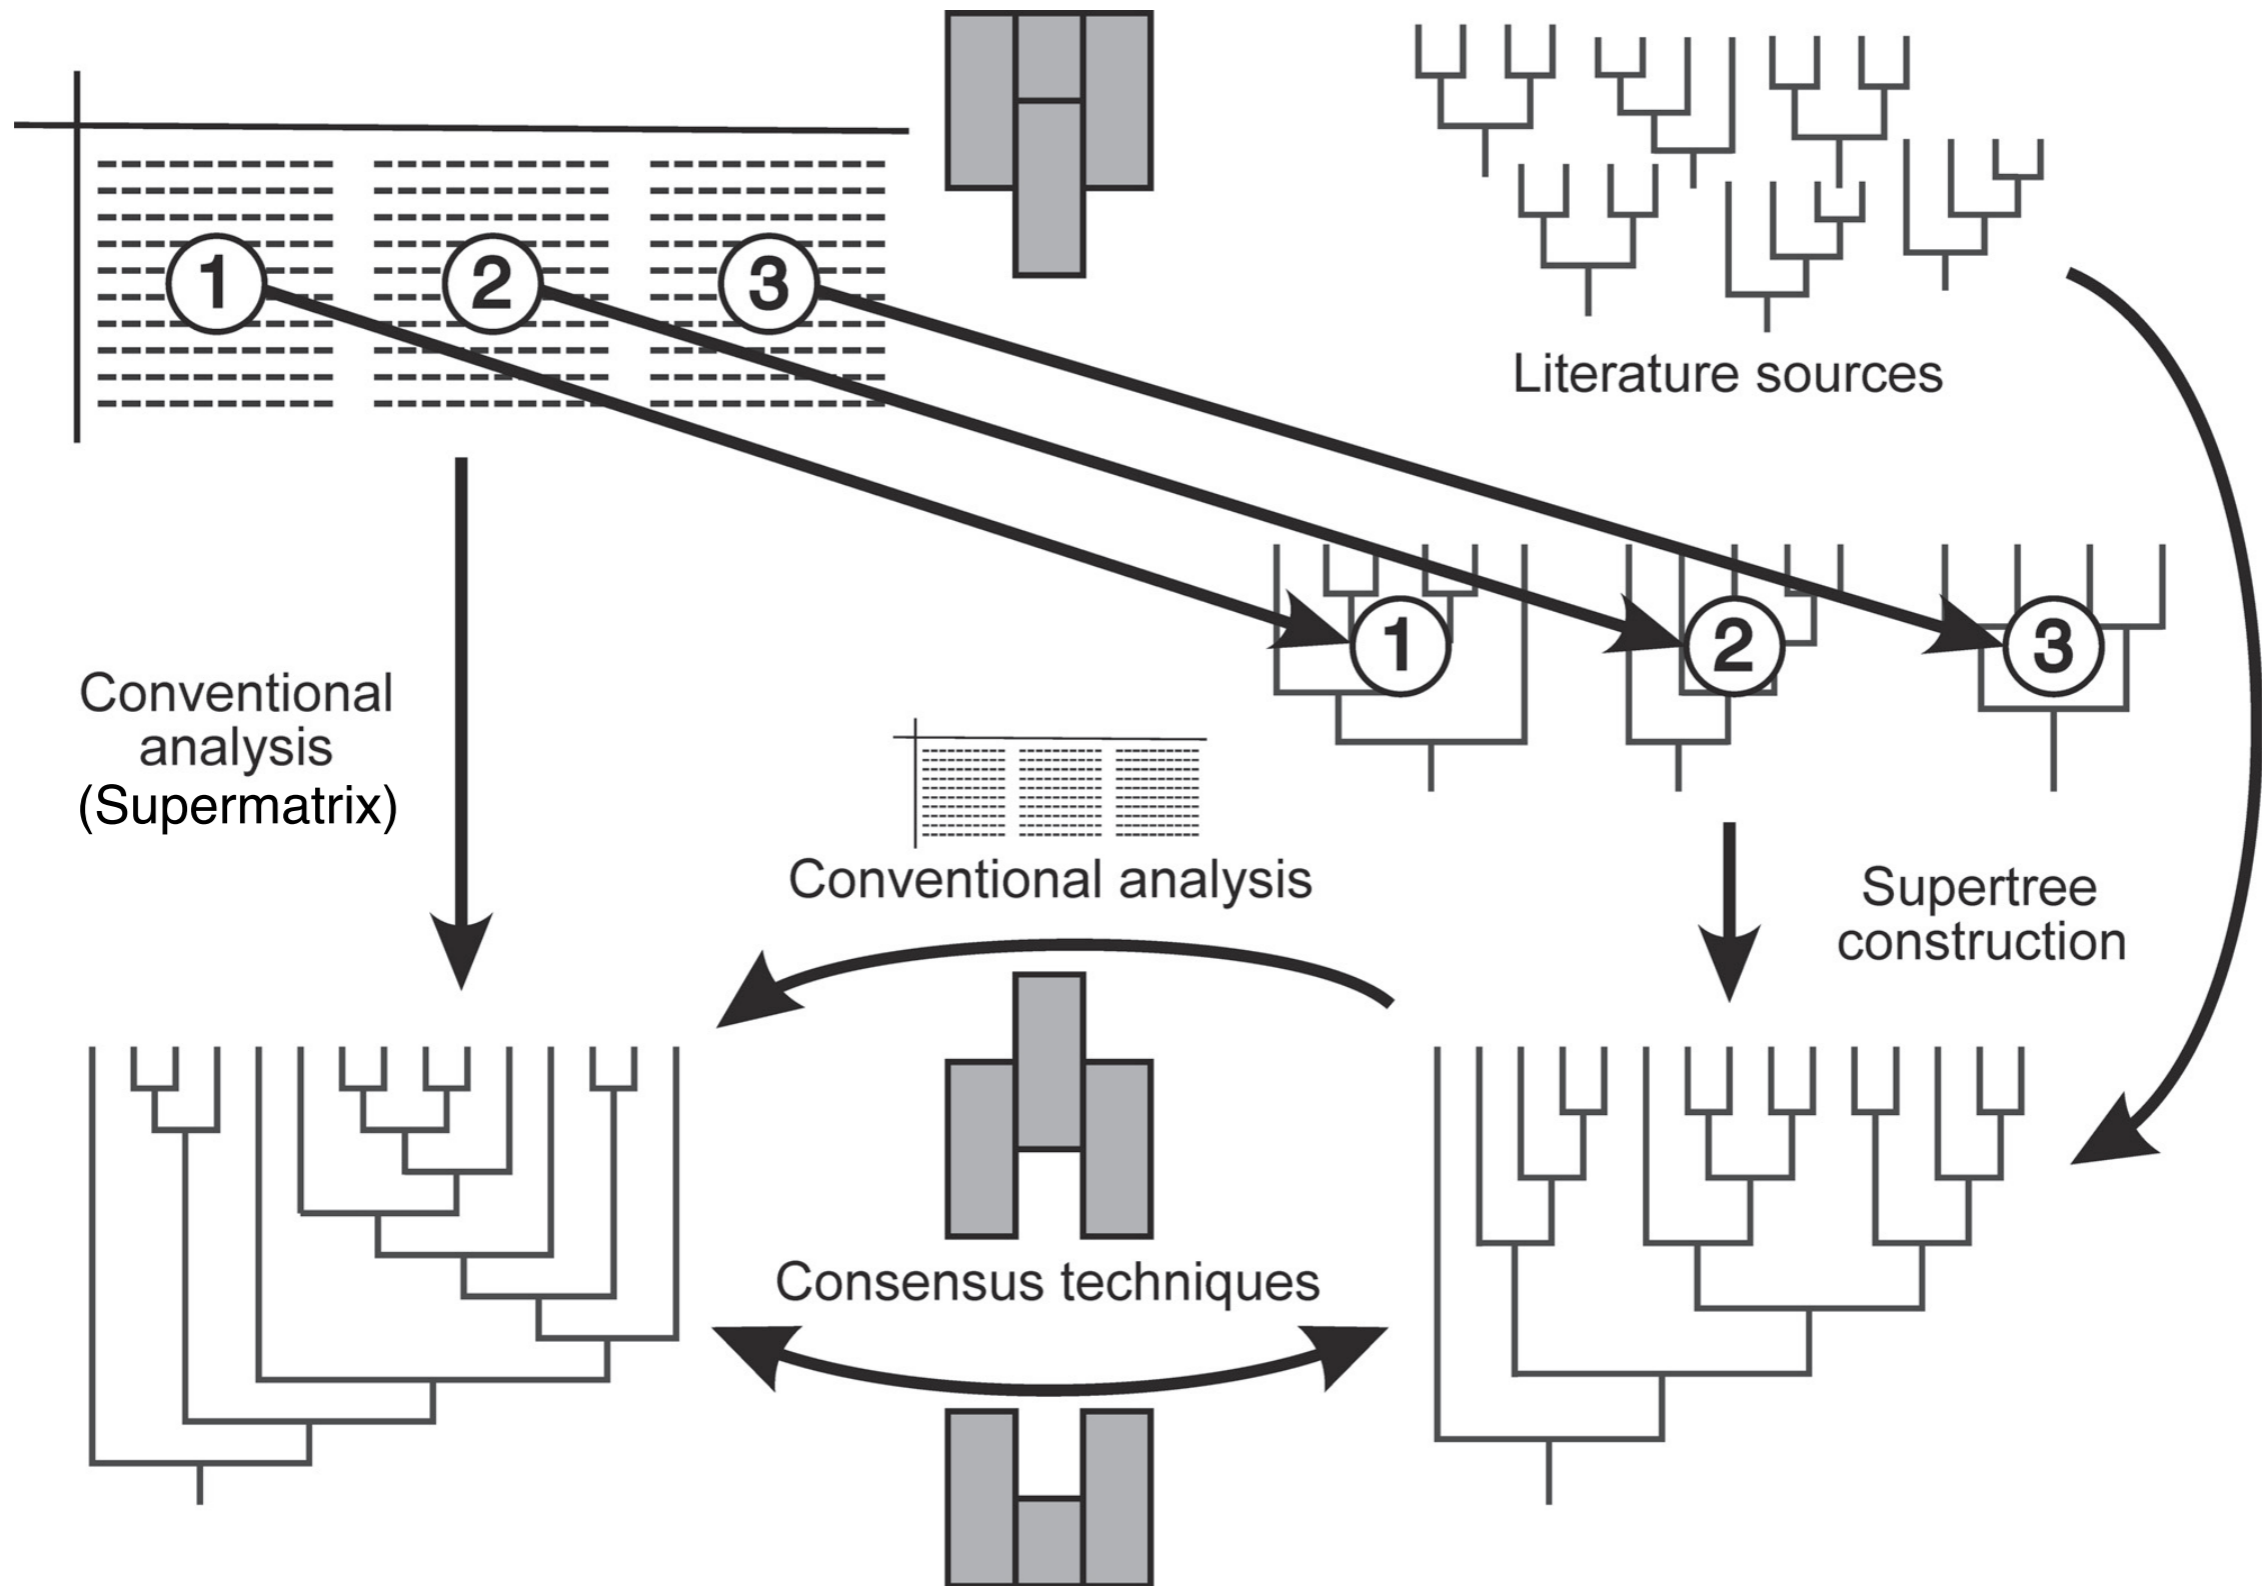 1
2
3
Literature sources
1
2
3
Conventional
analysis
(Supermatrix)
Conventional analysis
Supertree
construction
Consensus techniques